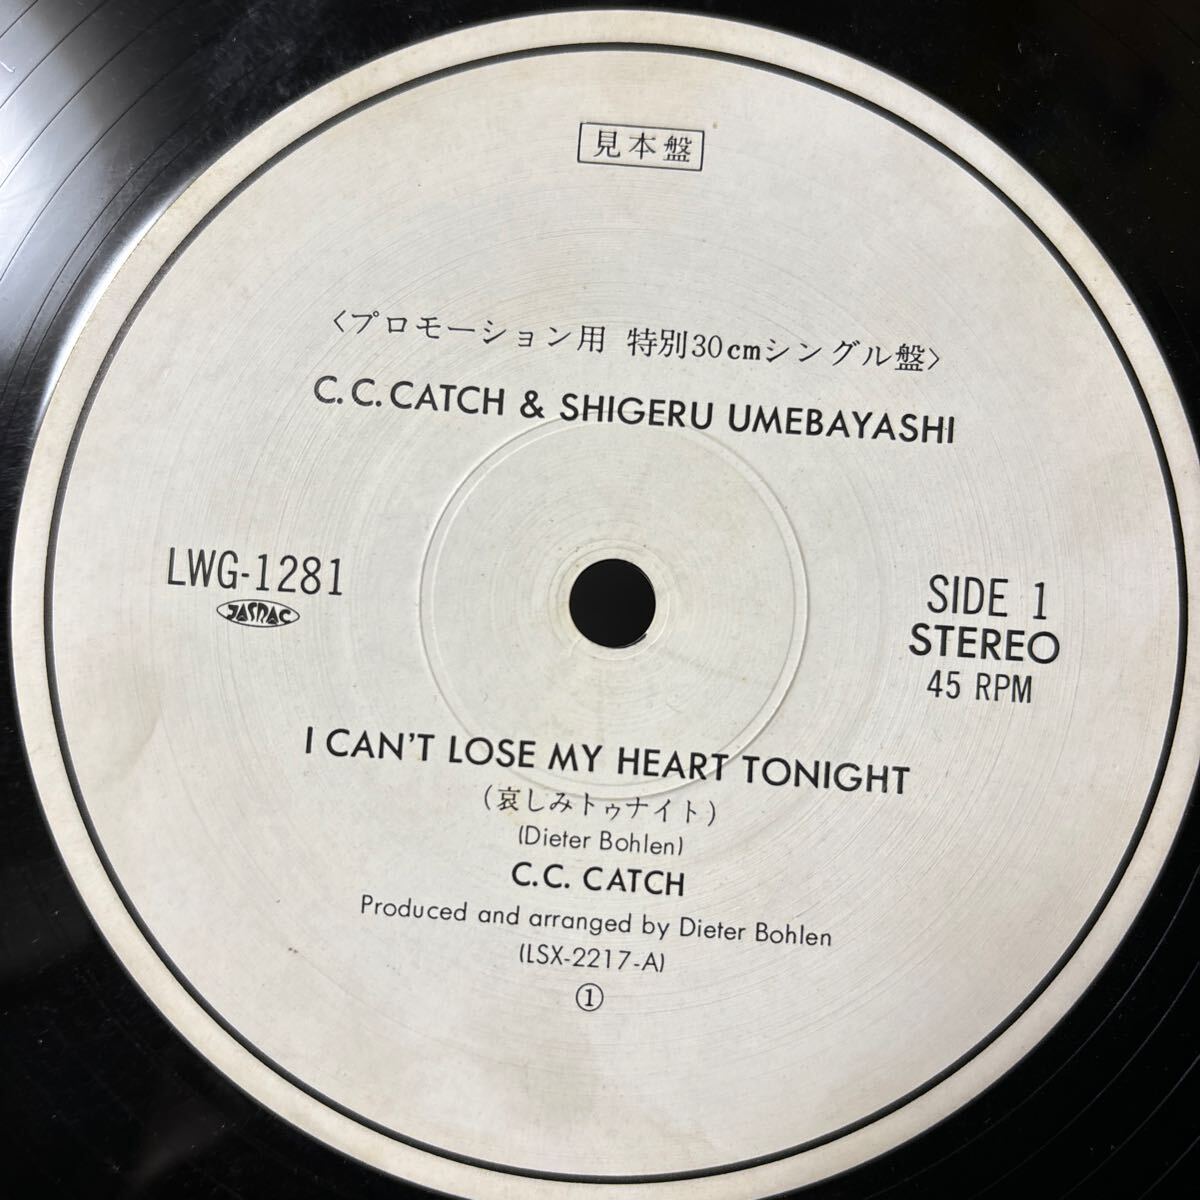 見本盤
〈プロモーション用 特別30cmシングル盤〉
C.C.CATCH & SHIGERU UMEBAYASHI
LWG-1281
JASRAC
SIDE 1
STEREO
45 RPM
I CAN'T LOSE MY HEART TONIGHT
(哀しみトゥナイト)
(Dieter Bohlen)
C.C. CATCH
Produced and arranged by Dieter Bohlen
(LSX-2217-A)
①